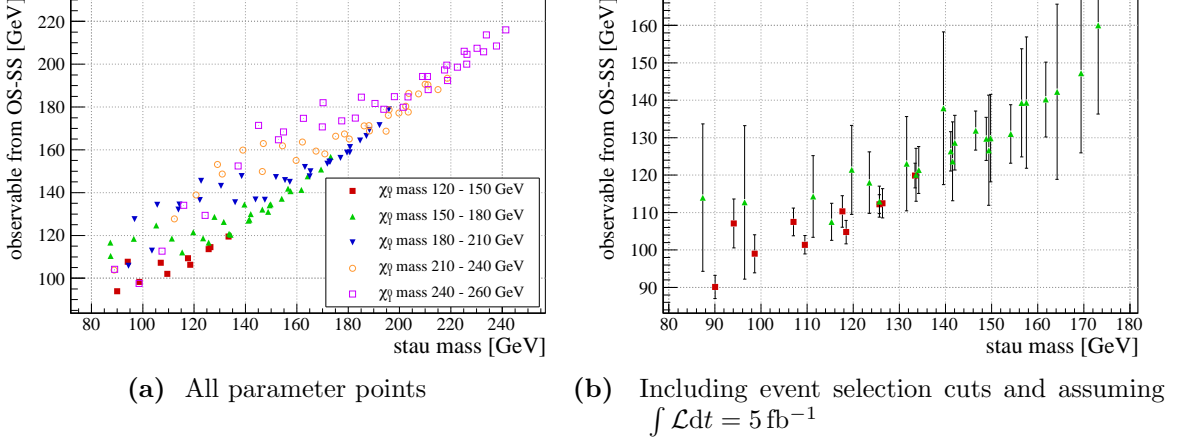 observable from OS-SS [GeV]
220
200
180
160
140
120
100
80 100 120 140 160 180 200 220 240
stau mass [GeV]
χ⁰₁ mass 120 - 150 GeV
χ⁰₁ mass 150 - 180 GeV
χ⁰₁ mass 180 - 210 GeV
χ⁰₁ mass 210 - 240 GeV
χ⁰₁ mass 240 - 260 GeV
(a) All parameter points
observable from OS-SS [GeV]
160
150
140
130
120
110
100
90
80 90 100 110 120 130 140 150 160 170 180
stau mass [GeV]
(b) Including event selection cuts and assuming
∫ ℒdt = 5 fb⁻¹